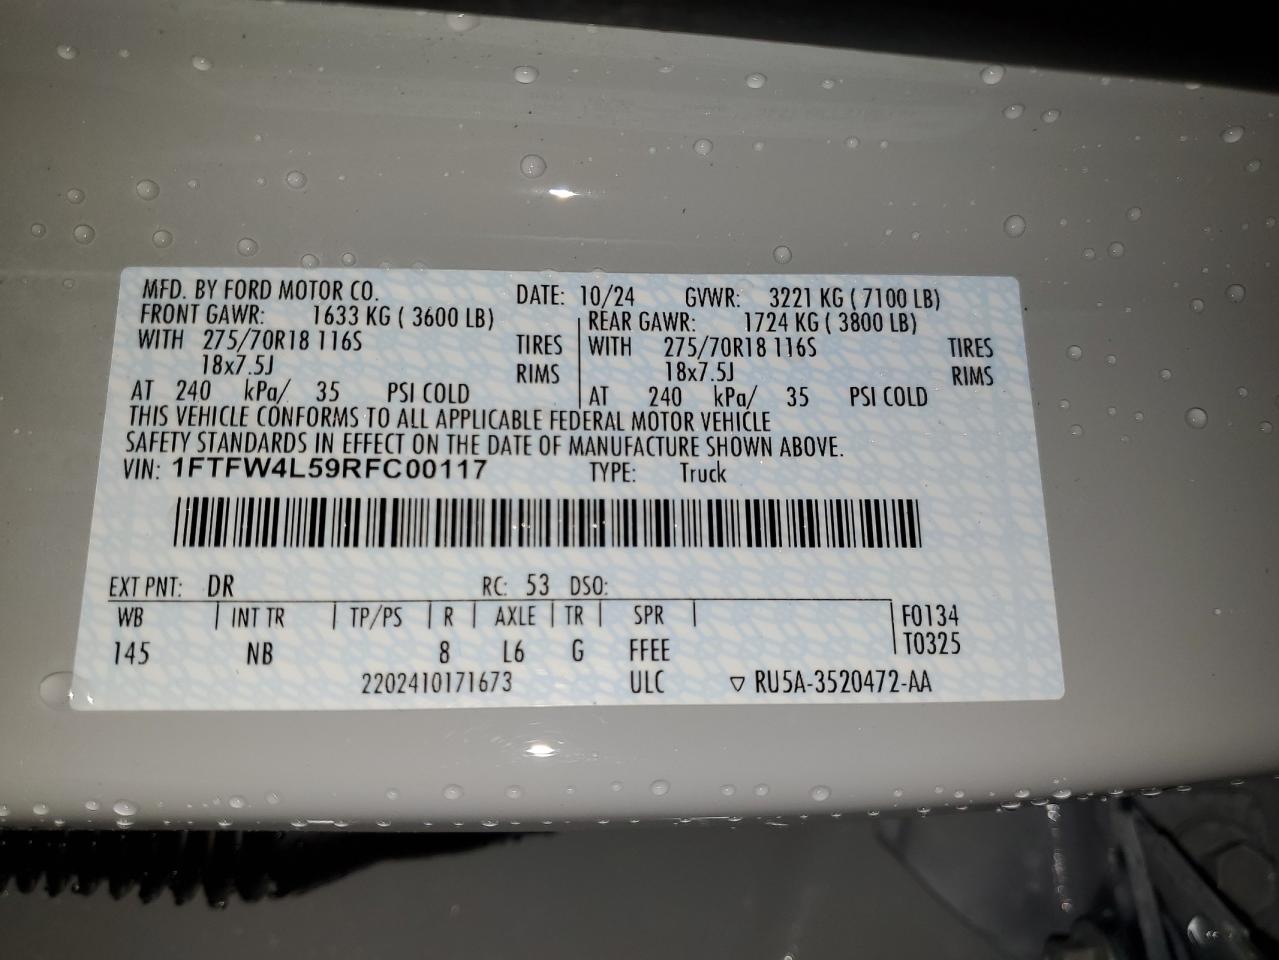 MFD. BY FORD MOTOR CO. DATE: 10/24 GVWR: 3221 KG ( 7100 LB)
FRONT GAWR: 1633 KG ( 3600 LB) REAR GAWR: 1724 KG ( 3800 LB)
WITH 275/70R18 116S TIRES WITH 275/70R18 116S TIRES
18x7.5J RIMS 18x7.5J RIMS
AT 240 kPa/ 35 PSI COLD AT 240 kPa/ 35 PSI COLD
THIS VEHICLE CONFORMS TO ALL APPLICABLE FEDERAL MOTOR VEHICLE
SAFETY STANDARDS IN EFFECT ON THE DATE OF MANUFACTURE SHOWN ABOVE.
VIN: 1FTFW4L59RFC00117 TYPE: Truck
EXT PNT: DR RC: 53 DSO:
WB INT TR TP/PS R AXLE TR SPR F0134
145 NB 8 L6 G FFEE T0325
2202410171673 ULC ▽ RU5A-3520472-AA